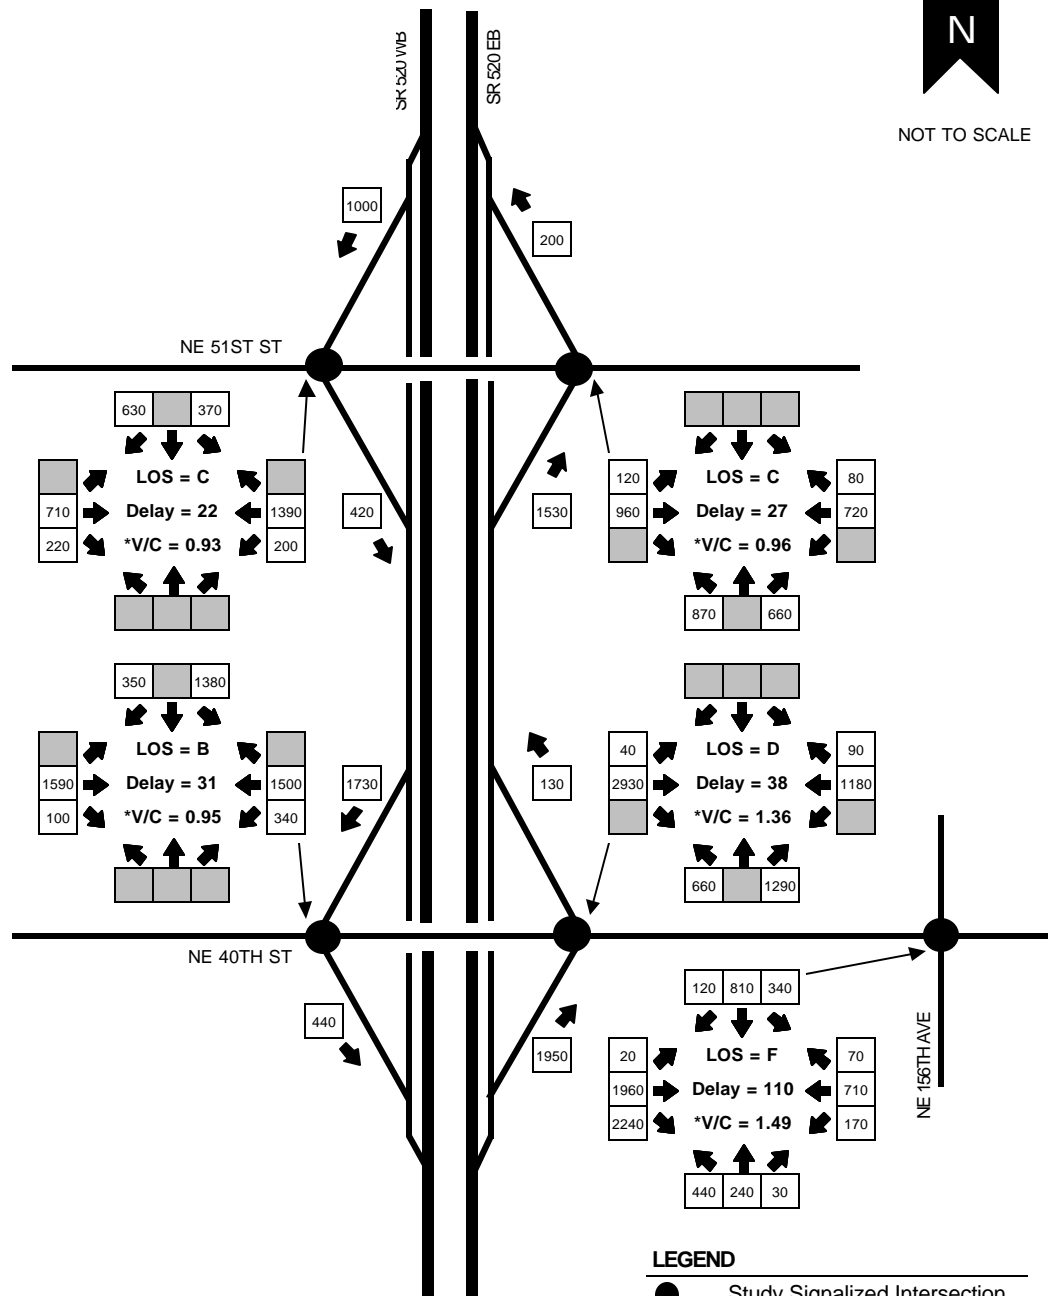 N
NOT TO SCALE
SR 520 WB
SR 520 EB
1000
200
NE 51ST ST
630 370
LOS = C
710 Delay = 22 1390
220 *V/C = 0.93 200
420
1530
120 LOS = C 80
960 Delay = 27 720
*V/C = 0.96
870 660
350 1380
LOS = B
1590 Delay = 31 1500
100 *V/C = 0.95 340
1730
130
40 LOS = D 90
2930 Delay = 38 1180
*V/C = 1.36
660 1290
NE 40TH ST
440
1950
120 810 340
20 LOS = F 70
1960 Delay = 110 710
2240 *V/C = 1.49 170
440 240 30
NE 156TH AVE
LEGEND
Study Signalized Intersection